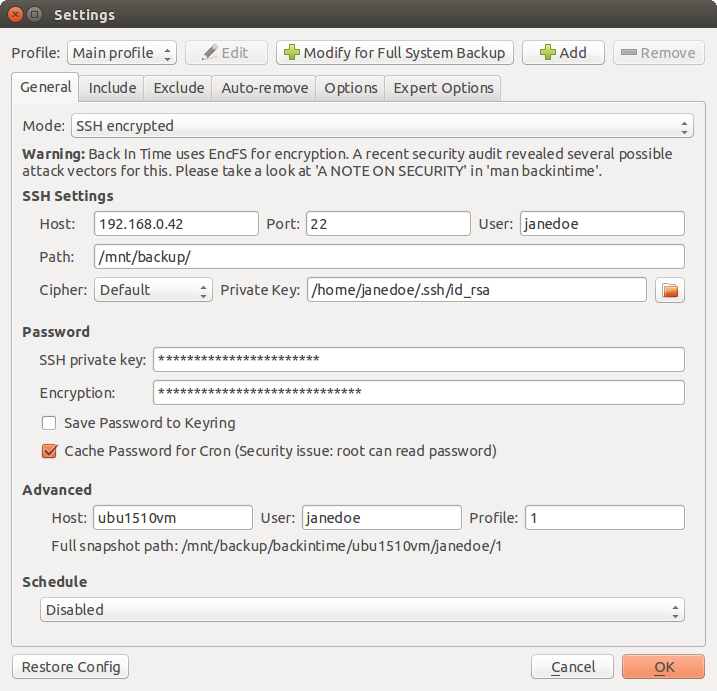 Settings
Profile: Main profile Edit Modify for Full System Backup Add Remove
General Include Exclude Auto-remove Options Expert Options
Mode: SSH encrypted
Warning: Back In Time uses EncFS for encryption. A recent security audit revealed several possible
attack vectors for this. Please take a look at 'A NOTE ON SECURITY' in 'man backintime'.
SSH Settings
Host: 192.168.0.42 Port: 22 User: janedoe
Path: /mnt/backup/
Cipher: Default Private Key: /home/janedoe/.ssh/id_rsa
Password
SSH private key: ***********************
Encryption: *****************************
Save Password to Keyring
Cache Password for Cron (Security issue: root can read password)
Advanced
Host: ubu1510vm User: janedoe Profile: 1
Full snapshot path: /mnt/backup/backintime/ubu1510vm/janedoe/1
Schedule
Disabled
Restore Config Cancel OK